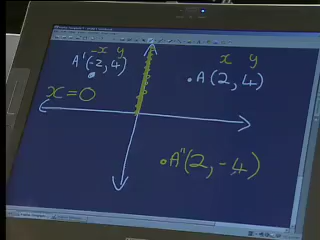 -x y
A'(-2,4)
x y
A(2,4)
x=0
A"(2,-4)